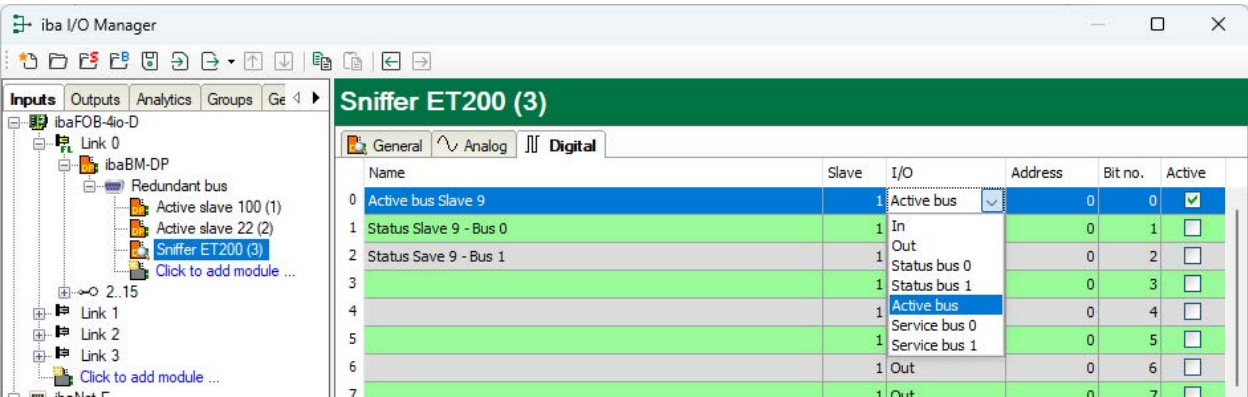 iba I/O Manager
Inputs Outputs Analytics Groups Ge
Sniffer ET200 (3)
ibaFOB-4io-D
Link 0
ibaBM-DP
Redundant bus
Active slave 100 (1)
Active slave 22 (2)
Sniffer ET200 (3)
Click to add module ...
2..15
Link 1
Link 2
Link 3
Click to add module ...
General Analog Digital
Name Slave I/O Address Bit no. Active
0 Active bus Slave 9 1 Active bus 0 0
1 Status Slave 9 - Bus 0 1 0 1
2 Status Save 9 - Bus 1 1 0 2
3 1 0 3
4 1 0 4
5 1 0 5
6 1 Out 0 6
7 1 Out 0 7
In
Out
Status bus 0
Status bus 1
Active bus
Service bus 0
Service bus 1